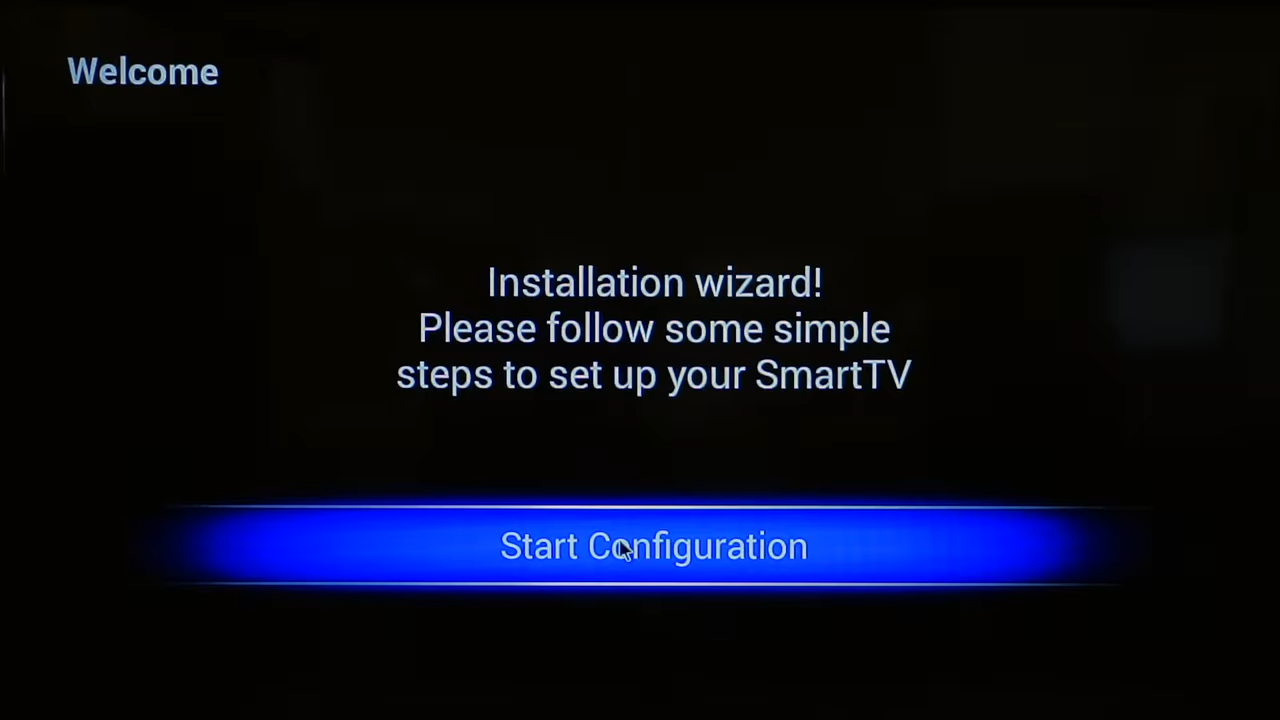 Welcome
Installation wizard!
Please follow some simple
steps to set up your SmartTV
Start Configuration